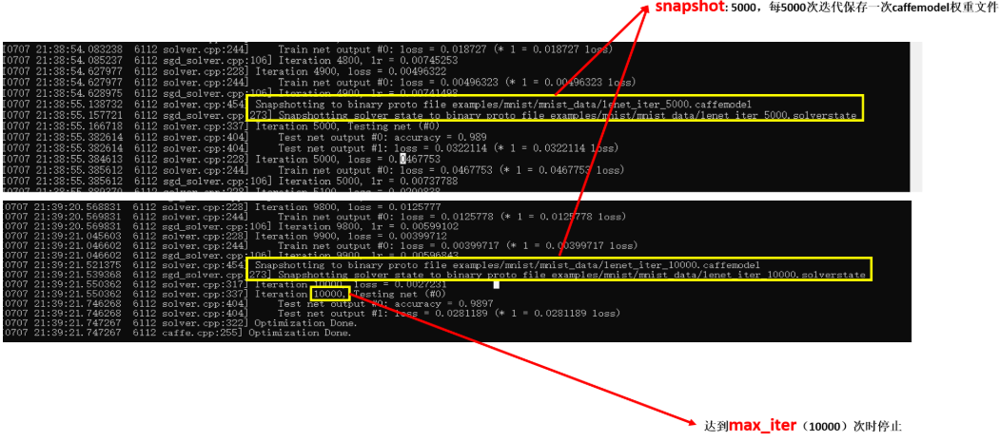 snapshot: 5000，每5000次迭代保存一次caffemodel权重文件
I0707 21:38:54.083238 6112 solver.cpp:244] Train net output #0: loss = 0.018727 (* 1 = 0.018727 loss)
I0707 21:38:54.085237 6112 sgd_solver.cpp:106] Iteration 4800, lr = 0.00745253
I0707 21:38:54.627977 6112 solver.cpp:228] Iteration 4900, loss = 0.00496322
I0707 21:38:54.627977 6112 solver.cpp:244] Train net output #0: loss = 0.00496323 (* 1 = 0.00496323 loss)
I0707 21:38:54.628975 6112 sgd_solver.cpp:106] Iteration 4900, lr = 0.00741498
I0707 21:38:55.138732 6112 solver.cpp:454] Snapshotting to binary proto file examples/mnist/mnist_data/lenet_iter_5000.caffemodel
I0707 21:38:55.157721 6112 sgd_solver.cpp:273] Snapshotting solver state to binary proto file examples/mnist/mnist_data/lenet_iter_5000.solverstate
I0707 21:38:55.166718 6112 solver.cpp:337] Iteration 5000, Testing net (#0)
I0707 21:38:55.382614 6112 solver.cpp:404] Test net output #0: accuracy = 0.989
I0707 21:38:55.382614 6112 solver.cpp:404] Test net output #1: loss = 0.0322114 (* 1 = 0.0322114 loss)
I0707 21:38:55.384613 6112 solver.cpp:228] Iteration 5000, loss = 0.0467753
I0707 21:38:55.385612 6112 solver.cpp:244] Train net output #0: loss = 0.0467753 (* 1 = 0.0467753 loss)
I0707 21:38:55.385612 6112 sgd_solver.cpp:106] Iteration 5000, lr = 0.00737788
0707 21:39:20.568831 6112 solver.cpp:228] Iteration 9800, loss = 0.0125777
0707 21:39:20.569831 6112 solver.cpp:244] Train net output #0: loss = 0.0125778 (* 1 = 0.0125778 loss)
0707 21:39:20.569831 6112 sgd_solver.cpp:106] Iteration 9800, lr = 0.00599102
0707 21:39:21.045603 6112 solver.cpp:228] Iteration 9900, loss = 0.00399712
0707 21:39:21.046602 6112 solver.cpp:244] Train net output #0: loss = 0.00399717 (* 1 = 0.00399717 loss)
0707 21:39:21.046602 6112 sgd_solver.cpp:106] Iteration 9900, lr = 0.00596843
0707 21:39:21.521375 6112 solver.cpp:454] Snapshotting to binary proto file examples/mnist/mnist_data/lenet_iter_10000.caffemodel
0707 21:39:21.539368 6112 sgd_solver.cpp:273] Snapshotting solver state to binary proto file examples/mnist/mnist_data/lenet_iter_10000.solverstate
0707 21:39:21.550362 6112 solver.cpp:317] Iteration 10000, loss = 0.0027231
0707 21:39:21.550362 6112 solver.cpp:337] Iteration 10000, Testing net (#0)
0707 21:39:21.746268 6112 solver.cpp:404] Test net output #0: accuracy = 0.9897
0707 21:39:21.746268 6112 solver.cpp:404] Test net output #1: loss = 0.0281189 (* 1 = 0.0281189 loss)
0707 21:39:21.747267 6112 solver.cpp:322] Optimization Done.
0707 21:39:21.747267 6112 caffe.cpp:255] Optimization Done.
达到max_iter（10000）次时停止